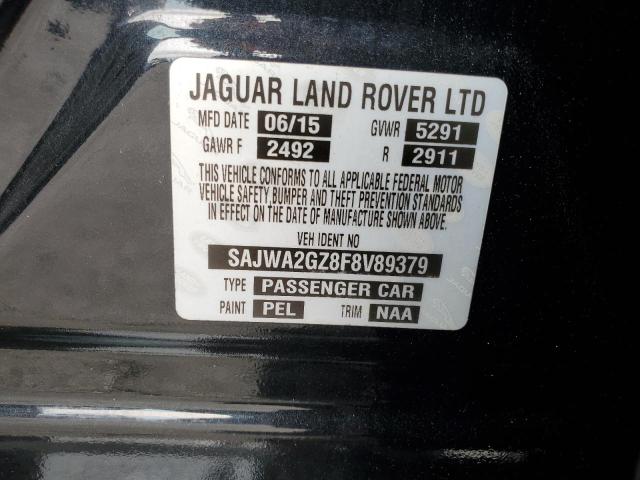 JAGUAR LAND ROVER LTD
MFD DATE 06/15 GVWR 5291
GAWR F 2492 R 2911
THIS VEHICLE CONFORMS TO ALL APPLICABLE FEDERAL MOTOR
VEHICLE SAFETY,BUMPER AND THEFT PREVENTION STANDARDS
IN EFFECT ON THE DATE OF MANUFACTURE SHOWN ABOVE.
VEH IDENT
SAJWA2GZ8F8V89379
TYPE PASSENGER CAR
PAINT PEL TRIM NAA